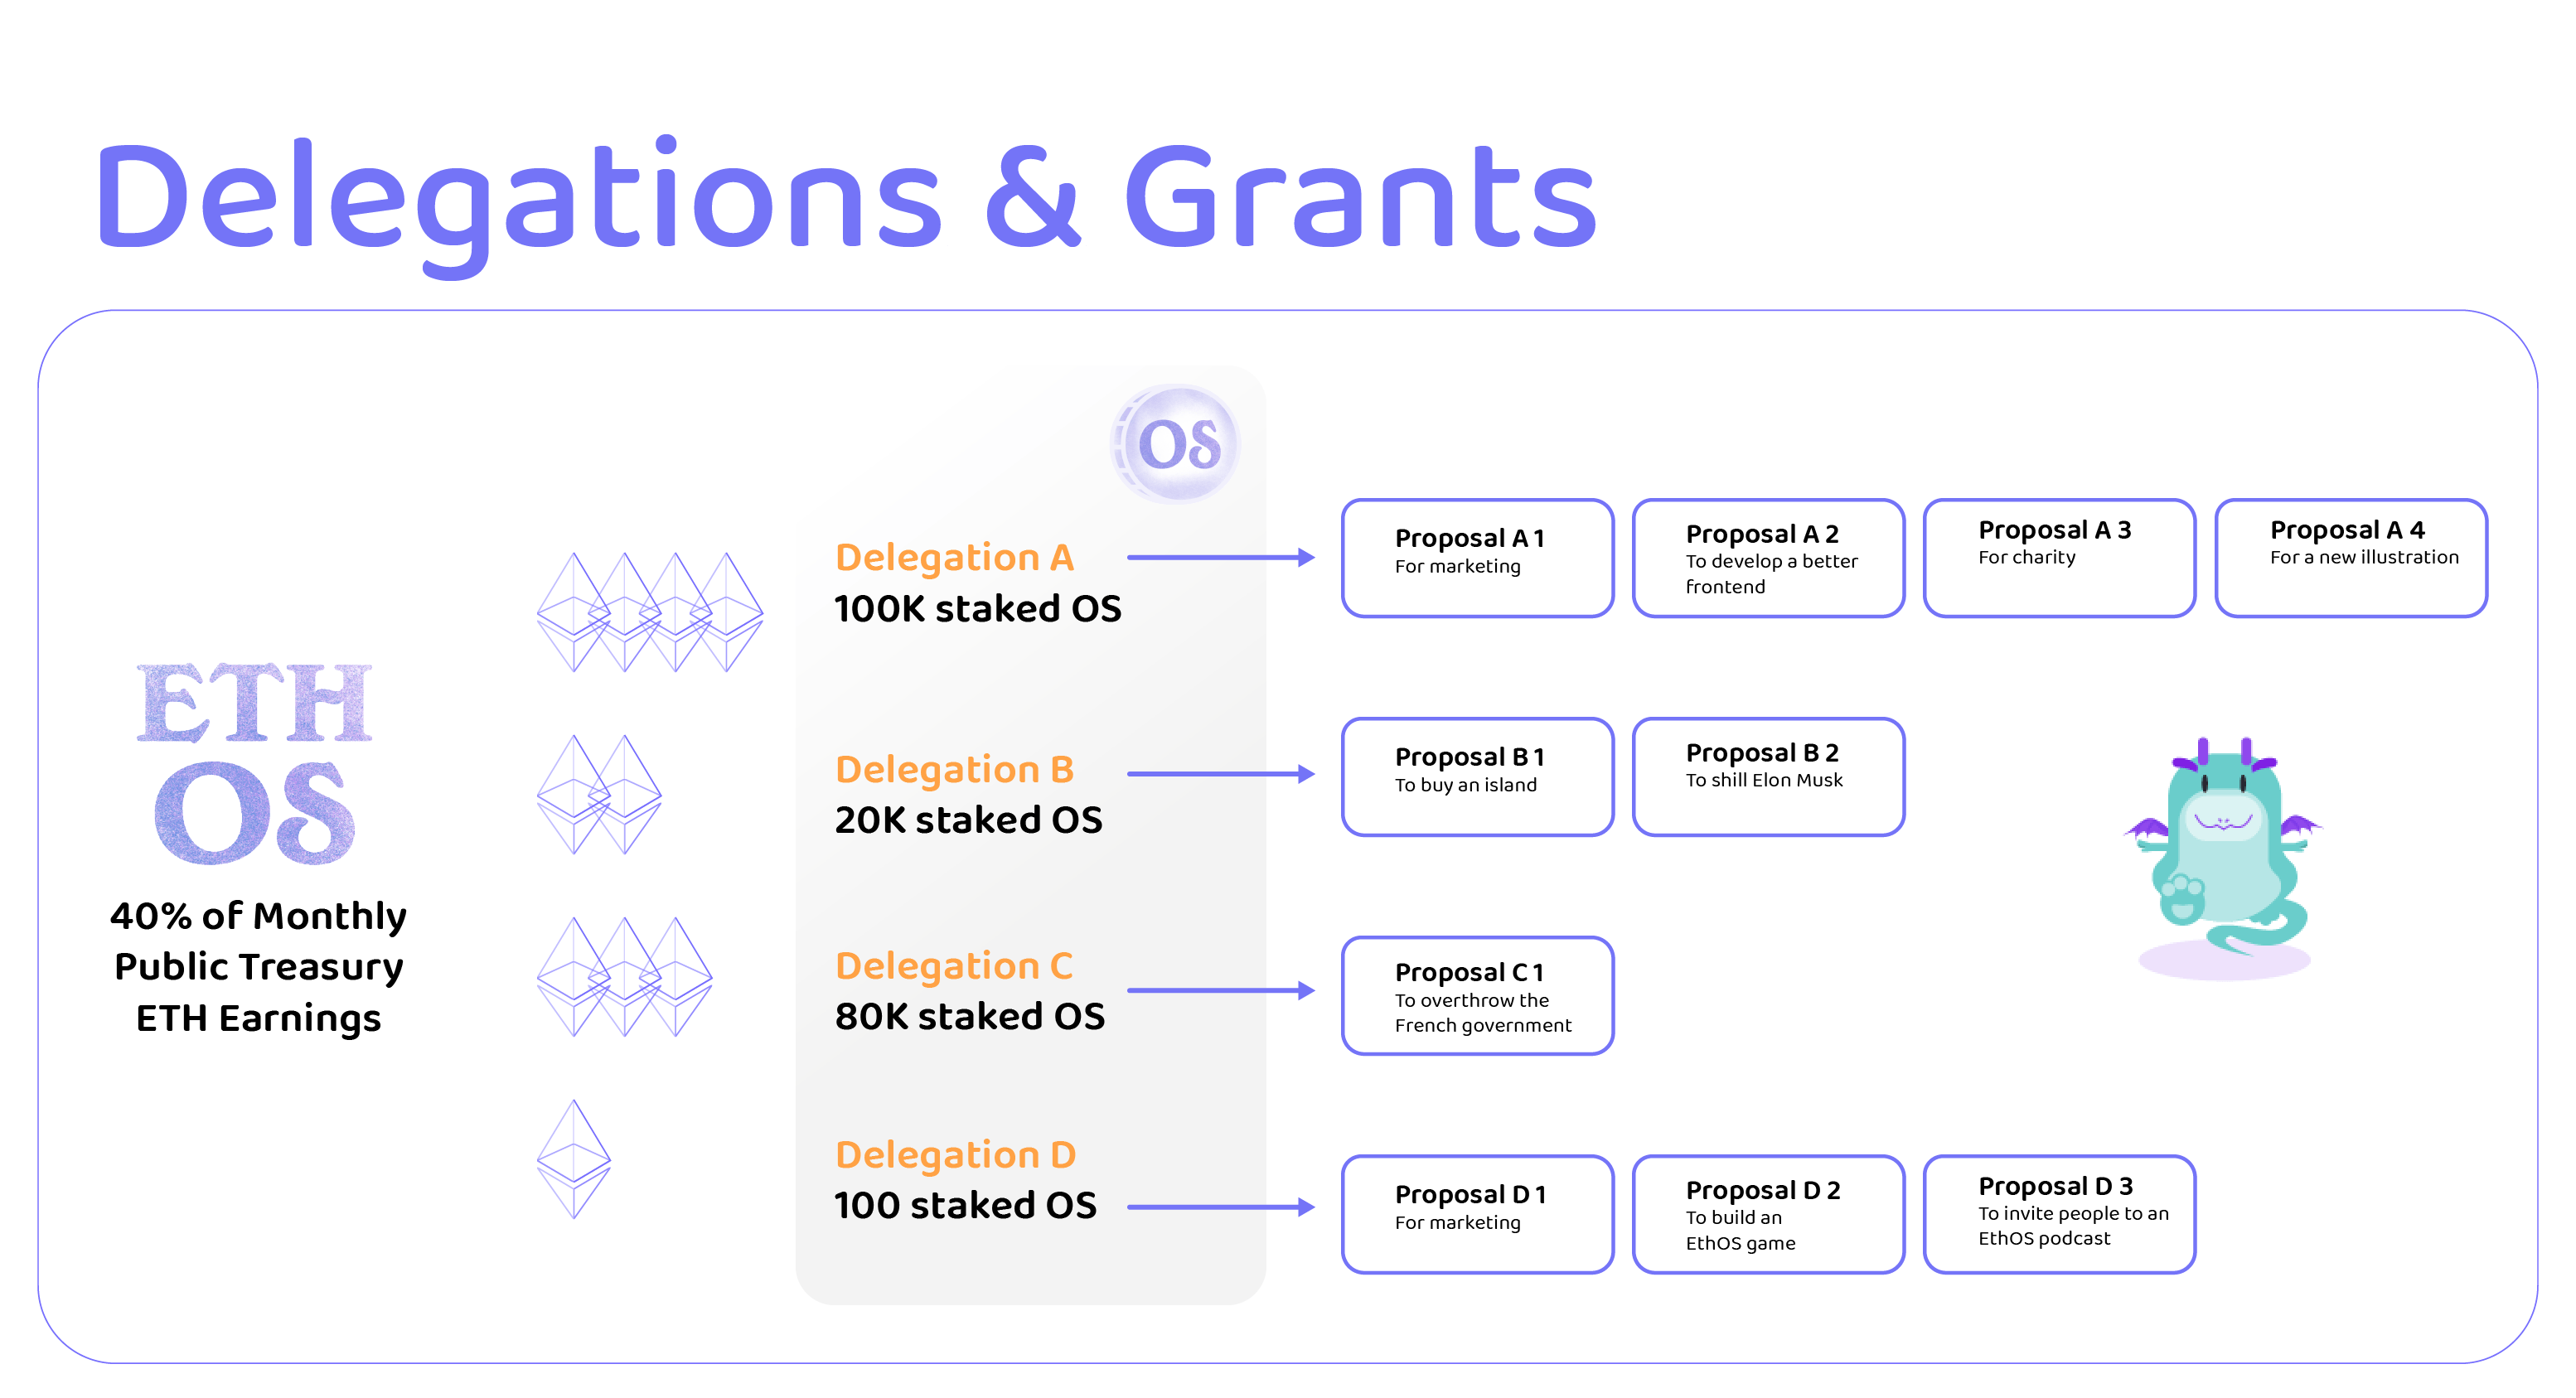 Delegations & Grants
OS
ETH
OS
40% of Monthly
Public Treasury
ETH Earnings
Delegation A
100K staked OS
Proposal A 1
For marketing
Proposal A 2
To develop a better
frontend
Proposal A 3
For charity
Proposal A 4
For a new illustration
Delegation B
20K staked OS
Proposal B 1
To buy an island
Proposal B 2
To shill Elon Musk
Delegation C
80K staked OS
Proposal C 1
To overthrow the
French government
Delegation D
100 staked OS
Proposal D 1
For marketing
Proposal D 2
To build an
EthOS game
Proposal D 3
To invite people to an
EthOS podcast